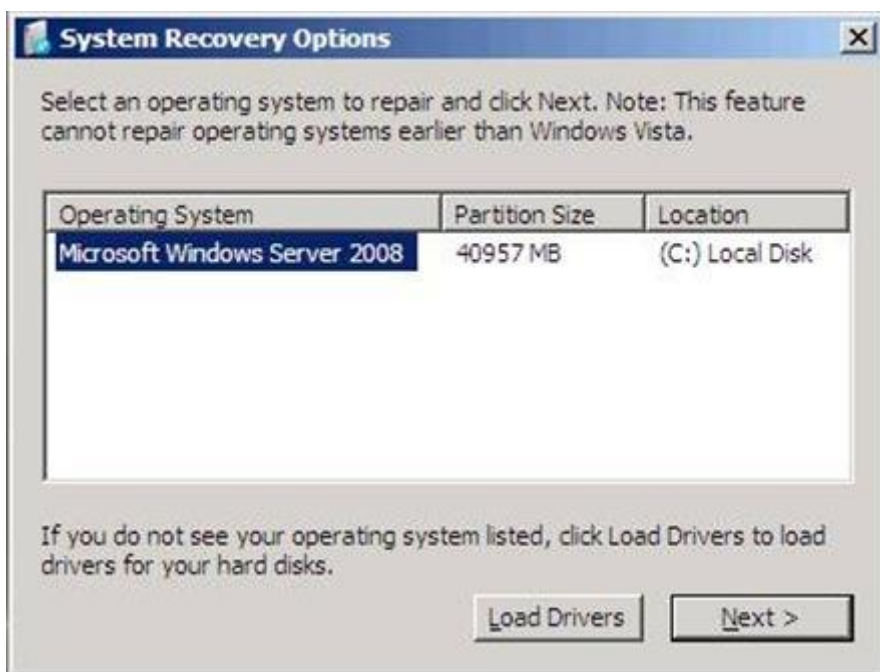 System Recovery Options
Select an operating system to repair and click Next. Note: This feature
cannot repair operating systems earlier than Windows Vista.
Operating System Partition Size Location
Microsoft Windows Server 2008 40957 MB (C:) Local Disk
If you do not see your operating system listed, click Load Drivers to load
drivers for your hard disks.
Load Drivers Next >